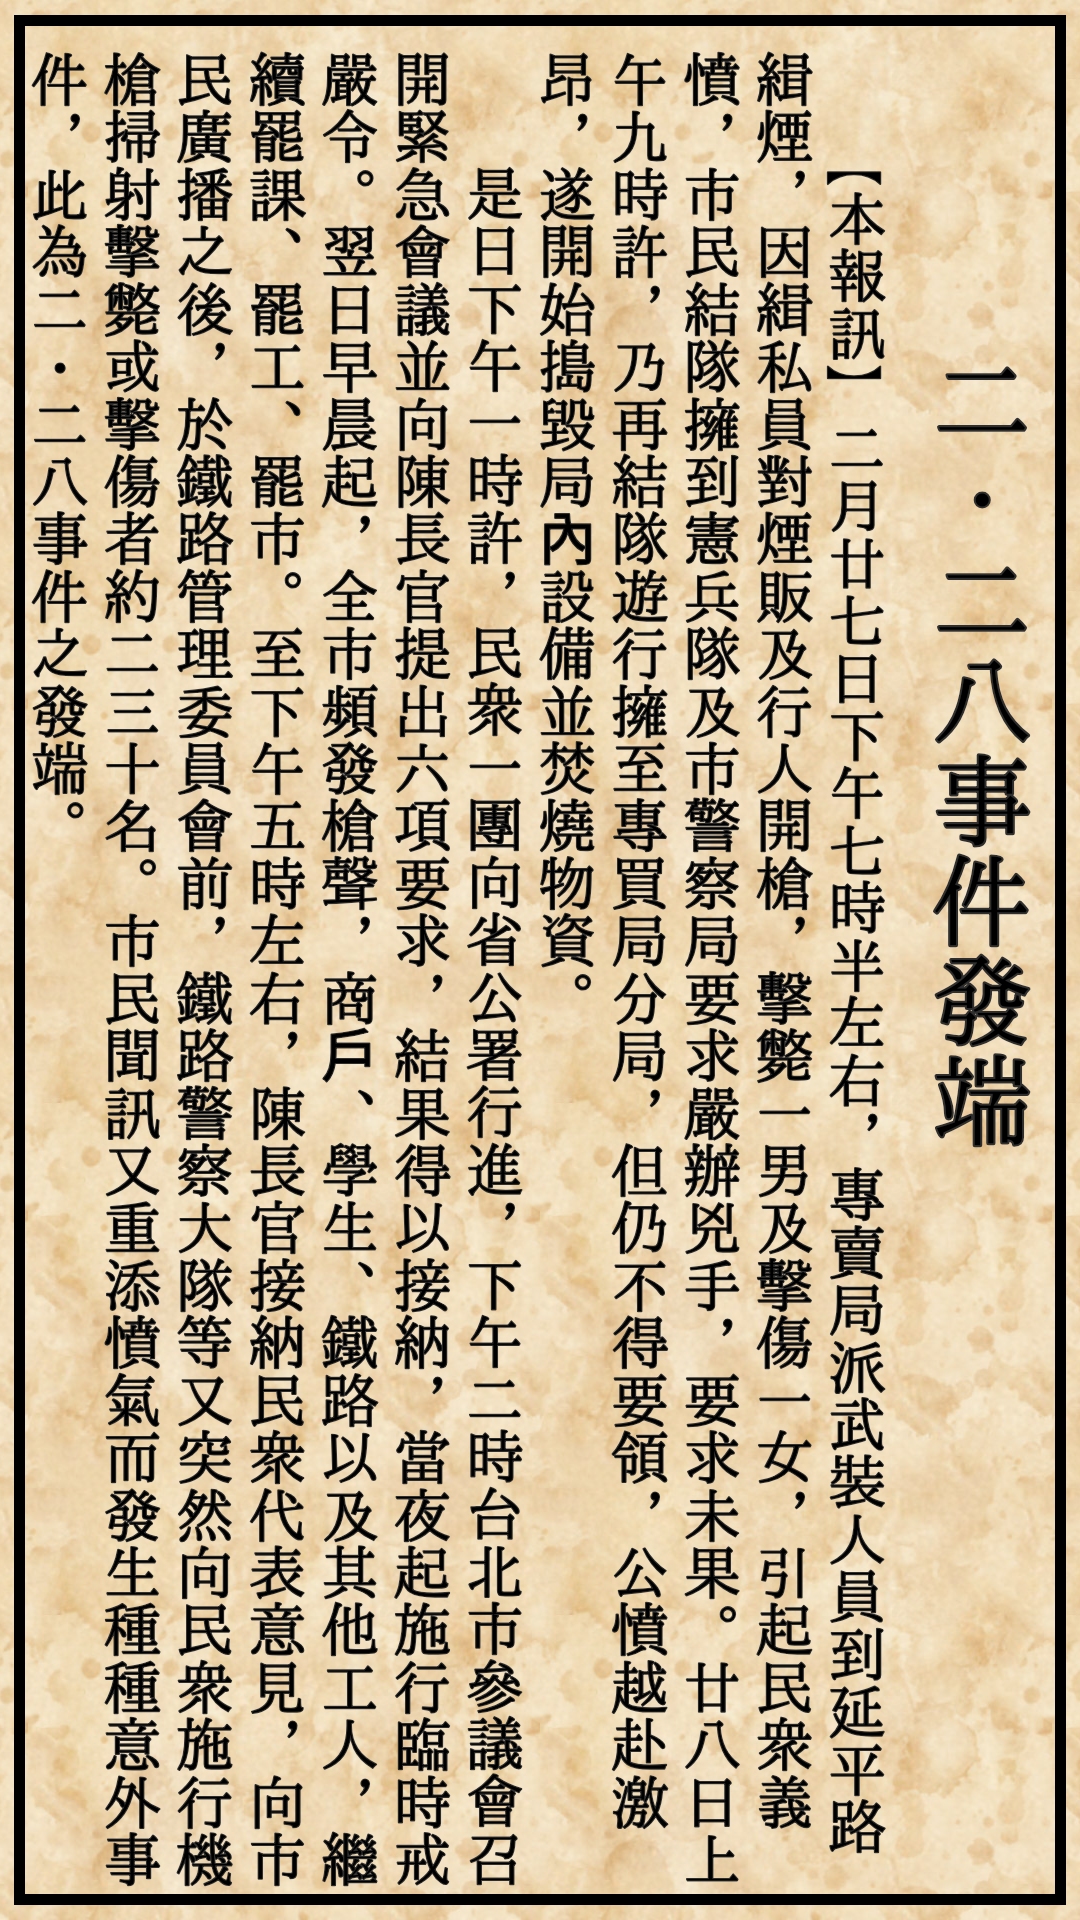 二・二八事件發端
【本報訊】二月廿七日下午七時半左右，專賣局派武裝人員到延平路
緝煙，因緝私員對煙販及行人開槍，擊斃一男及擊傷一女，引起民衆義
憤，市民結隊擁到憲兵隊及市警察局要求嚴辦兇手，要求未果。廿八日上
午九時許，乃再結隊遊行擁至專買局分局，但仍不得要領，公憤越赴激
昂，遂開始搗毀局內設備並焚燒物資。
是日下午一時許，民衆一團向省公署行進，下午二時台北市參議會召
開緊急會議並向陳長官提出六項要求，結果得以接納，當夜起施行臨時戒
嚴令。翌日早晨起，全市頻發槍聲，商戶、學生、鐵路以及其他工人，繼
續罷課、罷工、罷市。至下午五時左右，陳長官接納民衆代表意見，向市
民廣播之後，於鐵路管理委員會前，鐵路警察大隊等又突然向民衆施行機
槍掃射擊斃或擊傷者約二三十名。市民聞訊又重添憤氣而發生種種意外事
件，此為二・二八事件之發端。